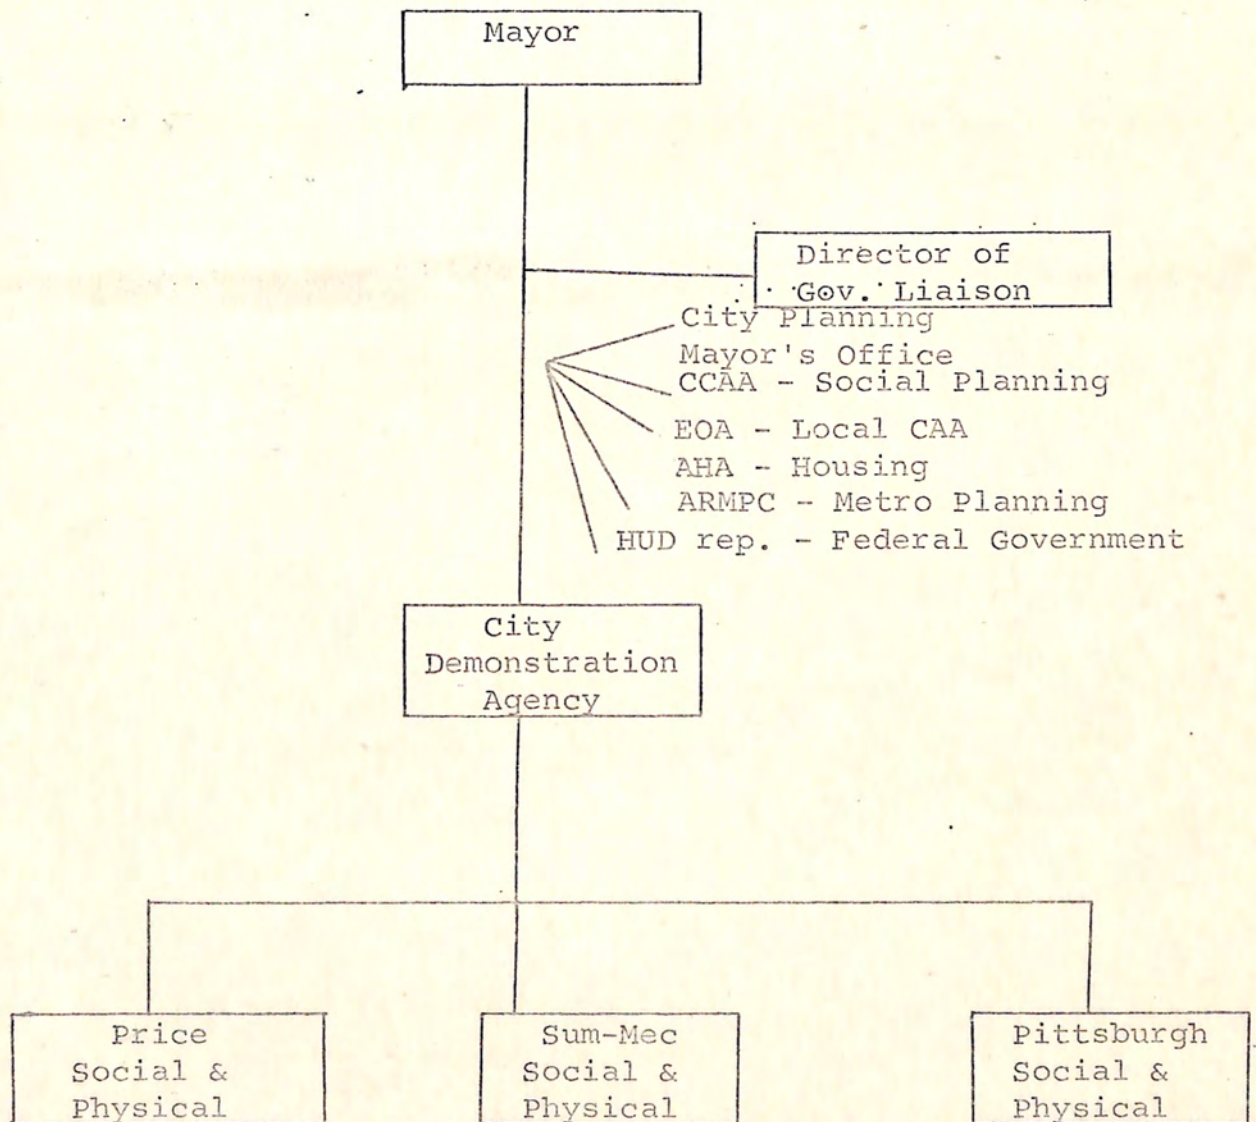 Mayor
Director of
Gov. Liaison
City Planning
Mayor's Office
CCAA - Social Planning
EOA - Local CAA
AHA - Housing
ARMPC - Metro Planning
HUD rep. - Federal Government
City
Demonstration
Agency
Price
Social &
Physical
Sum-Mec
Social &
Physical
Pittsburgh
Social &
Physical